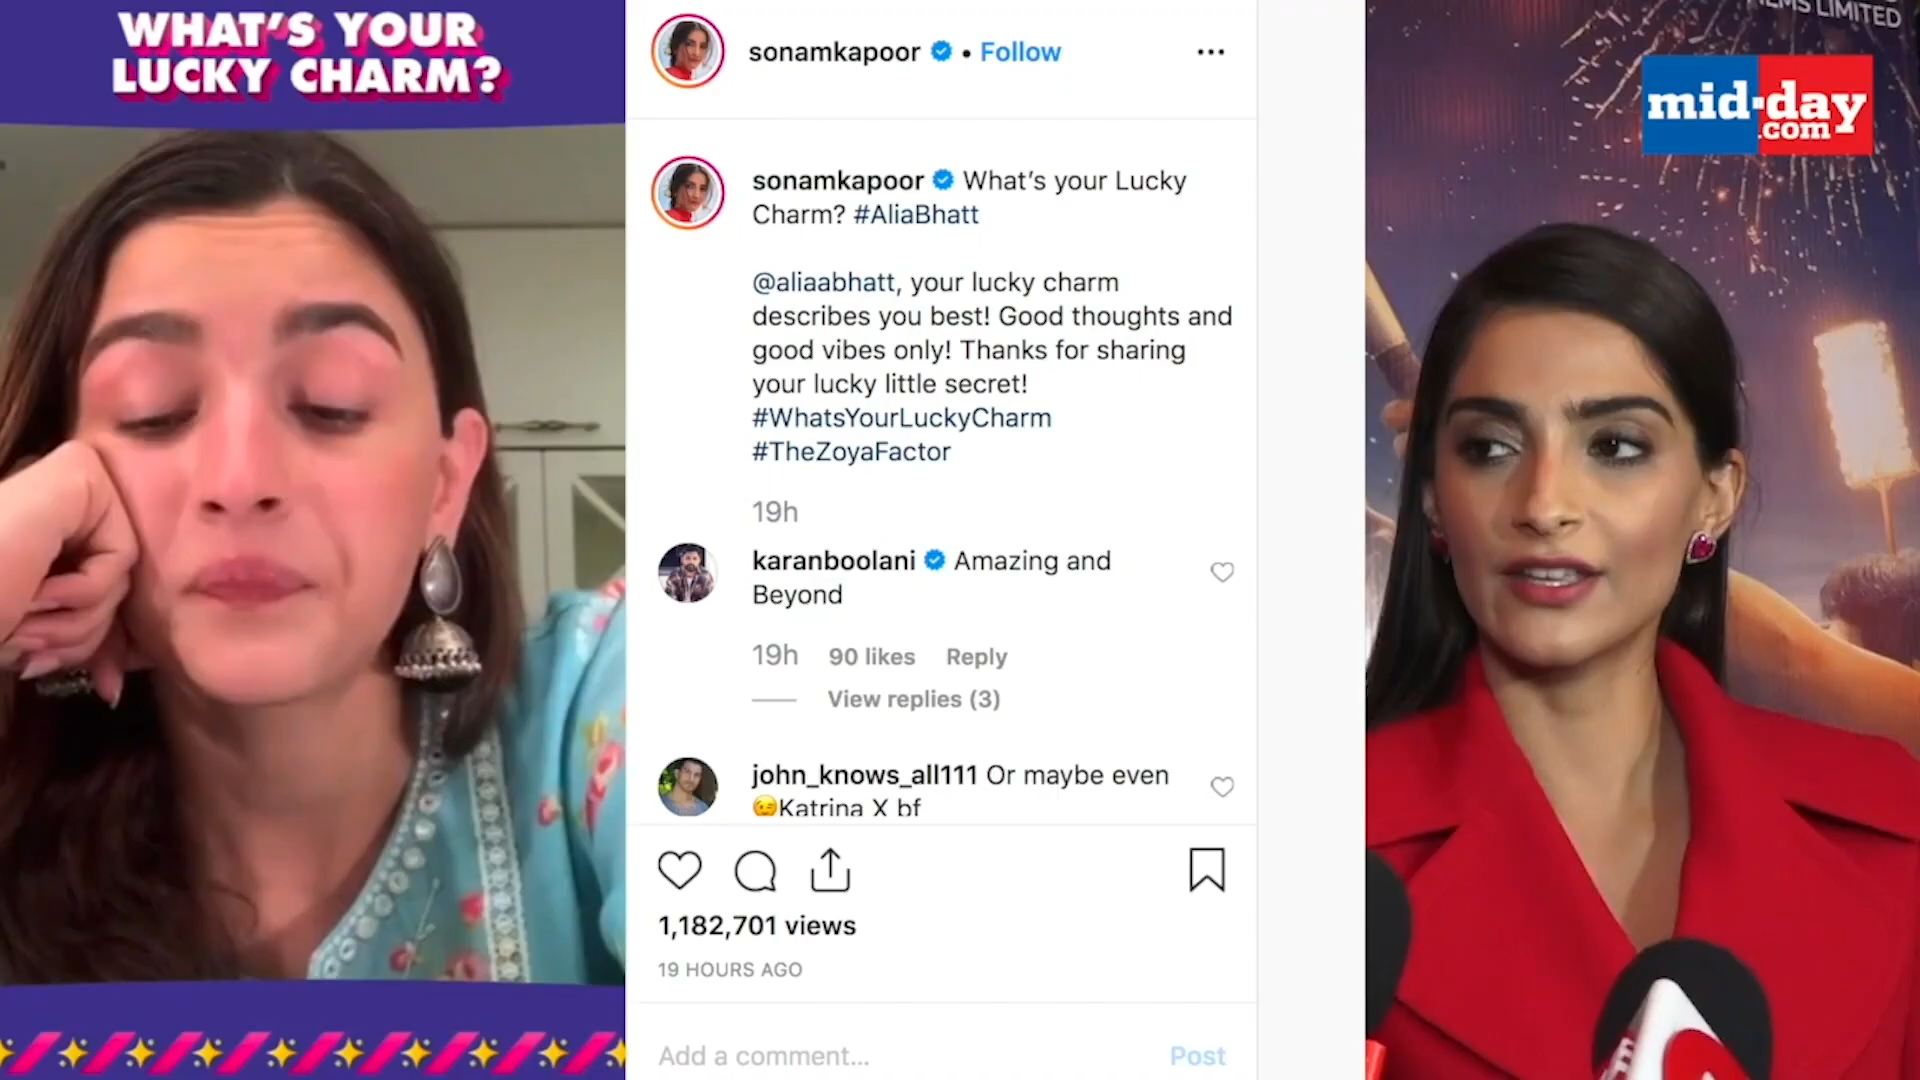 WHAT'S YOUR
LUCKY CHARM?
sonamkapoor • Follow
sonamkapoor What's your Lucky
Charm? #AliaBhatt
@aliaabhatt, your lucky charm
describes you best! Good thoughts and
good vibes only! Thanks for sharing
your lucky little secret!
#WhatsYourLuckyCharm
#TheZoyaFactor
19h
karanboolani Amazing and
Beyond
19h 90 likes Reply
View replies (3)
john_knows_all111 Or maybe even
😉Katrina X bf
1,182,701 views
19 HOURS AGO
Add a comment... Post
LIMITED
mid-day
.com